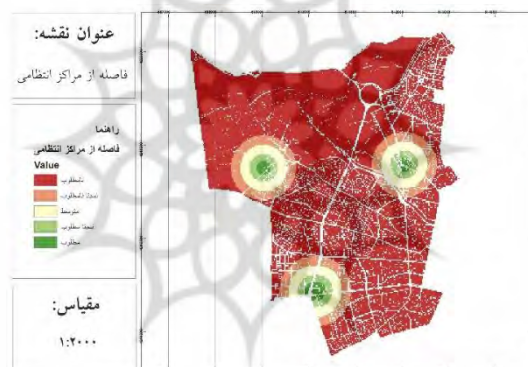 عنوان نقشه:
فاصله از مراکز انتظامی
راهنما
فاصله از مراکز انتظامی
Value
نامطلوب
نسبتا نامطلوب
متوسط
نسبتا مطلوب
مطلوب
مقیاس:
۱:۲۰۰۰